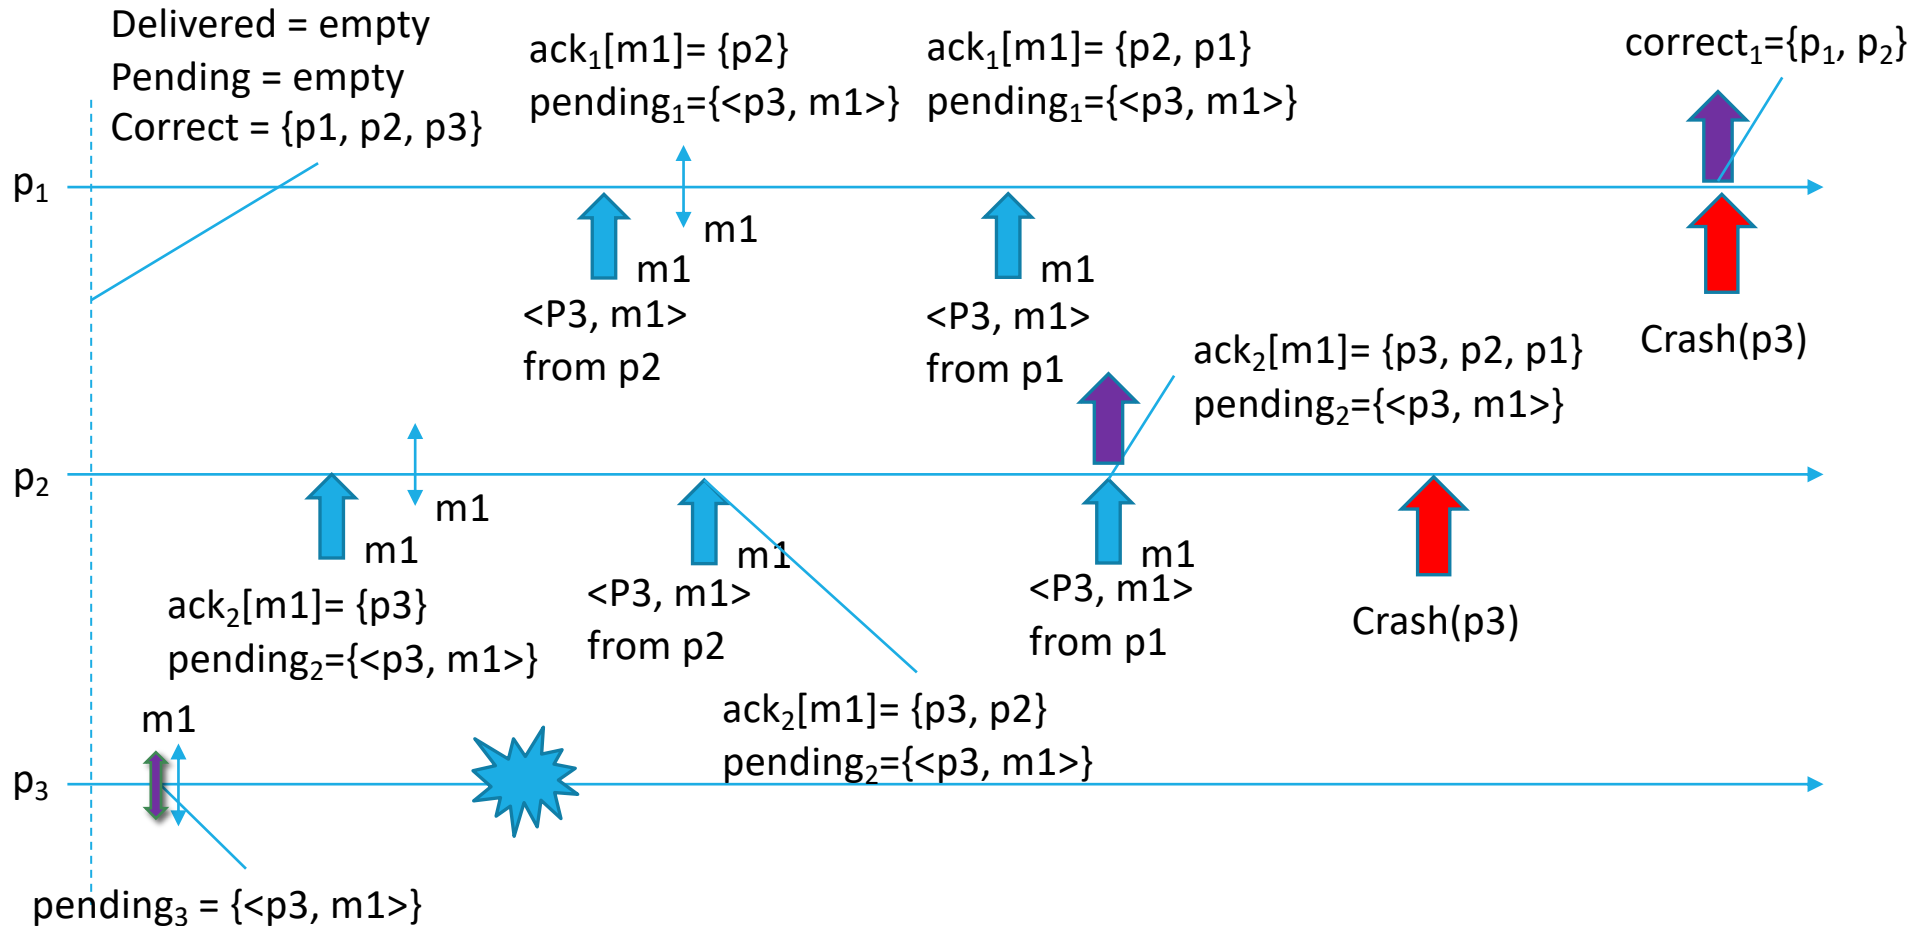 Delivered = empty
Pending = empty
Correct = {p1, p2, p3}
ack₁[m1]= {p2}
pending₁={<p3, m1>}
ack₁[m1]= {p2, p1}
pending₁={<p3, m1>}
correct₁={p₁, p₂}
p₁
m1
m1
<P3, m1>
from p2
m1
<P3, m1>
from p1
Crash(p3)
ack₂[m1]= {p3, p2, p1}
pending₂={<p3, m1>}
p₂
m1
m1
ack₂[m1]= {p3}
pending₂={<p3, m1>}
m1
<P3, m1>
from p2
m1
<P3, m1>
from p1
Crash(p3)
ack₂[m1]= {p3, p2}
pending₂={<p3, m1>}
m1
p₃
pending₃ = {<p3, m1>}